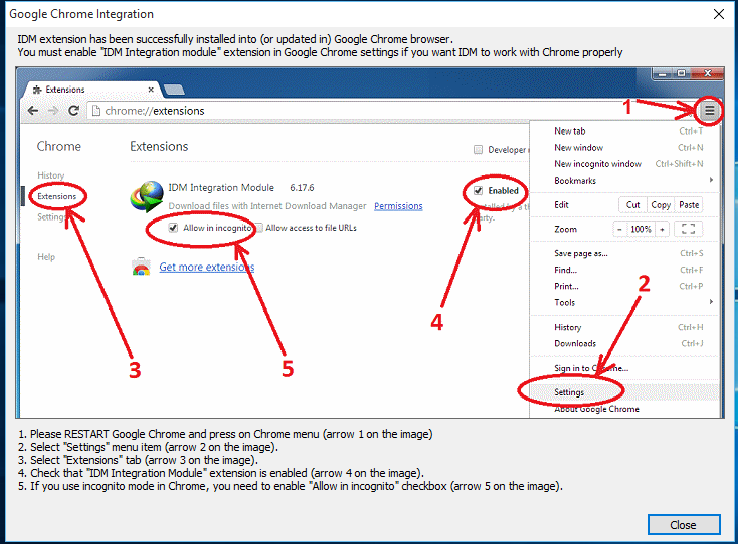 Google Chrome Integration
IDM extension has been successfully installed into (or updated in) Google Chrome browser.
You must enable "IDM Integration module" extension in Google Chrome settings if you want IDM to work with Chrome properly
Extensions
chrome://extensions
1
Chrome
Extensions
Developer
New tab Ctrl+T
New window Ctrl+N
New incognito window Ctrl+Shift+N
Bookmarks
History
Extensions
Settings
Help
IDM Integration Module 6.17.6
Enabled
Download files with Internet Download Manager Permissions
Installed by a th
party.
Allow in incognito Allow access to file URLs
Get more extensions
Edit Cut Copy Paste
Zoom − 100% +
Save page as... Ctrl+S
Find... Ctrl+F
Print... Ctrl+P
Tools
History Ctrl+H
Downloads Ctrl+J
Sign in to Chrome...
Settings
About Google Chrome
2
3
4
5
1. Please RESTART Google Chrome and press on Chrome menu (arrow 1 on the image)
2. Select "Settings" menu item (arrow 2 on the image).
3. Select "Extensions" tab (arrow 3 on the image).
4. Check that "IDM Integration Module" extension is enabled (arrow 4 on the image).
5. If you use incognito mode in Chrome, you need to enable "Allow in incognito" checkbox (arrow 5 on the image).
Close